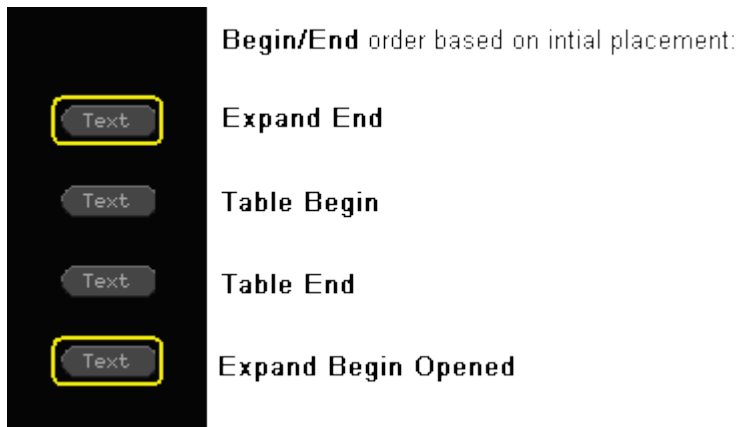 Begin/End order based on intial placement:
Text Expand End
Text Table Begin
Text Table End
Text Expand Begin Opened